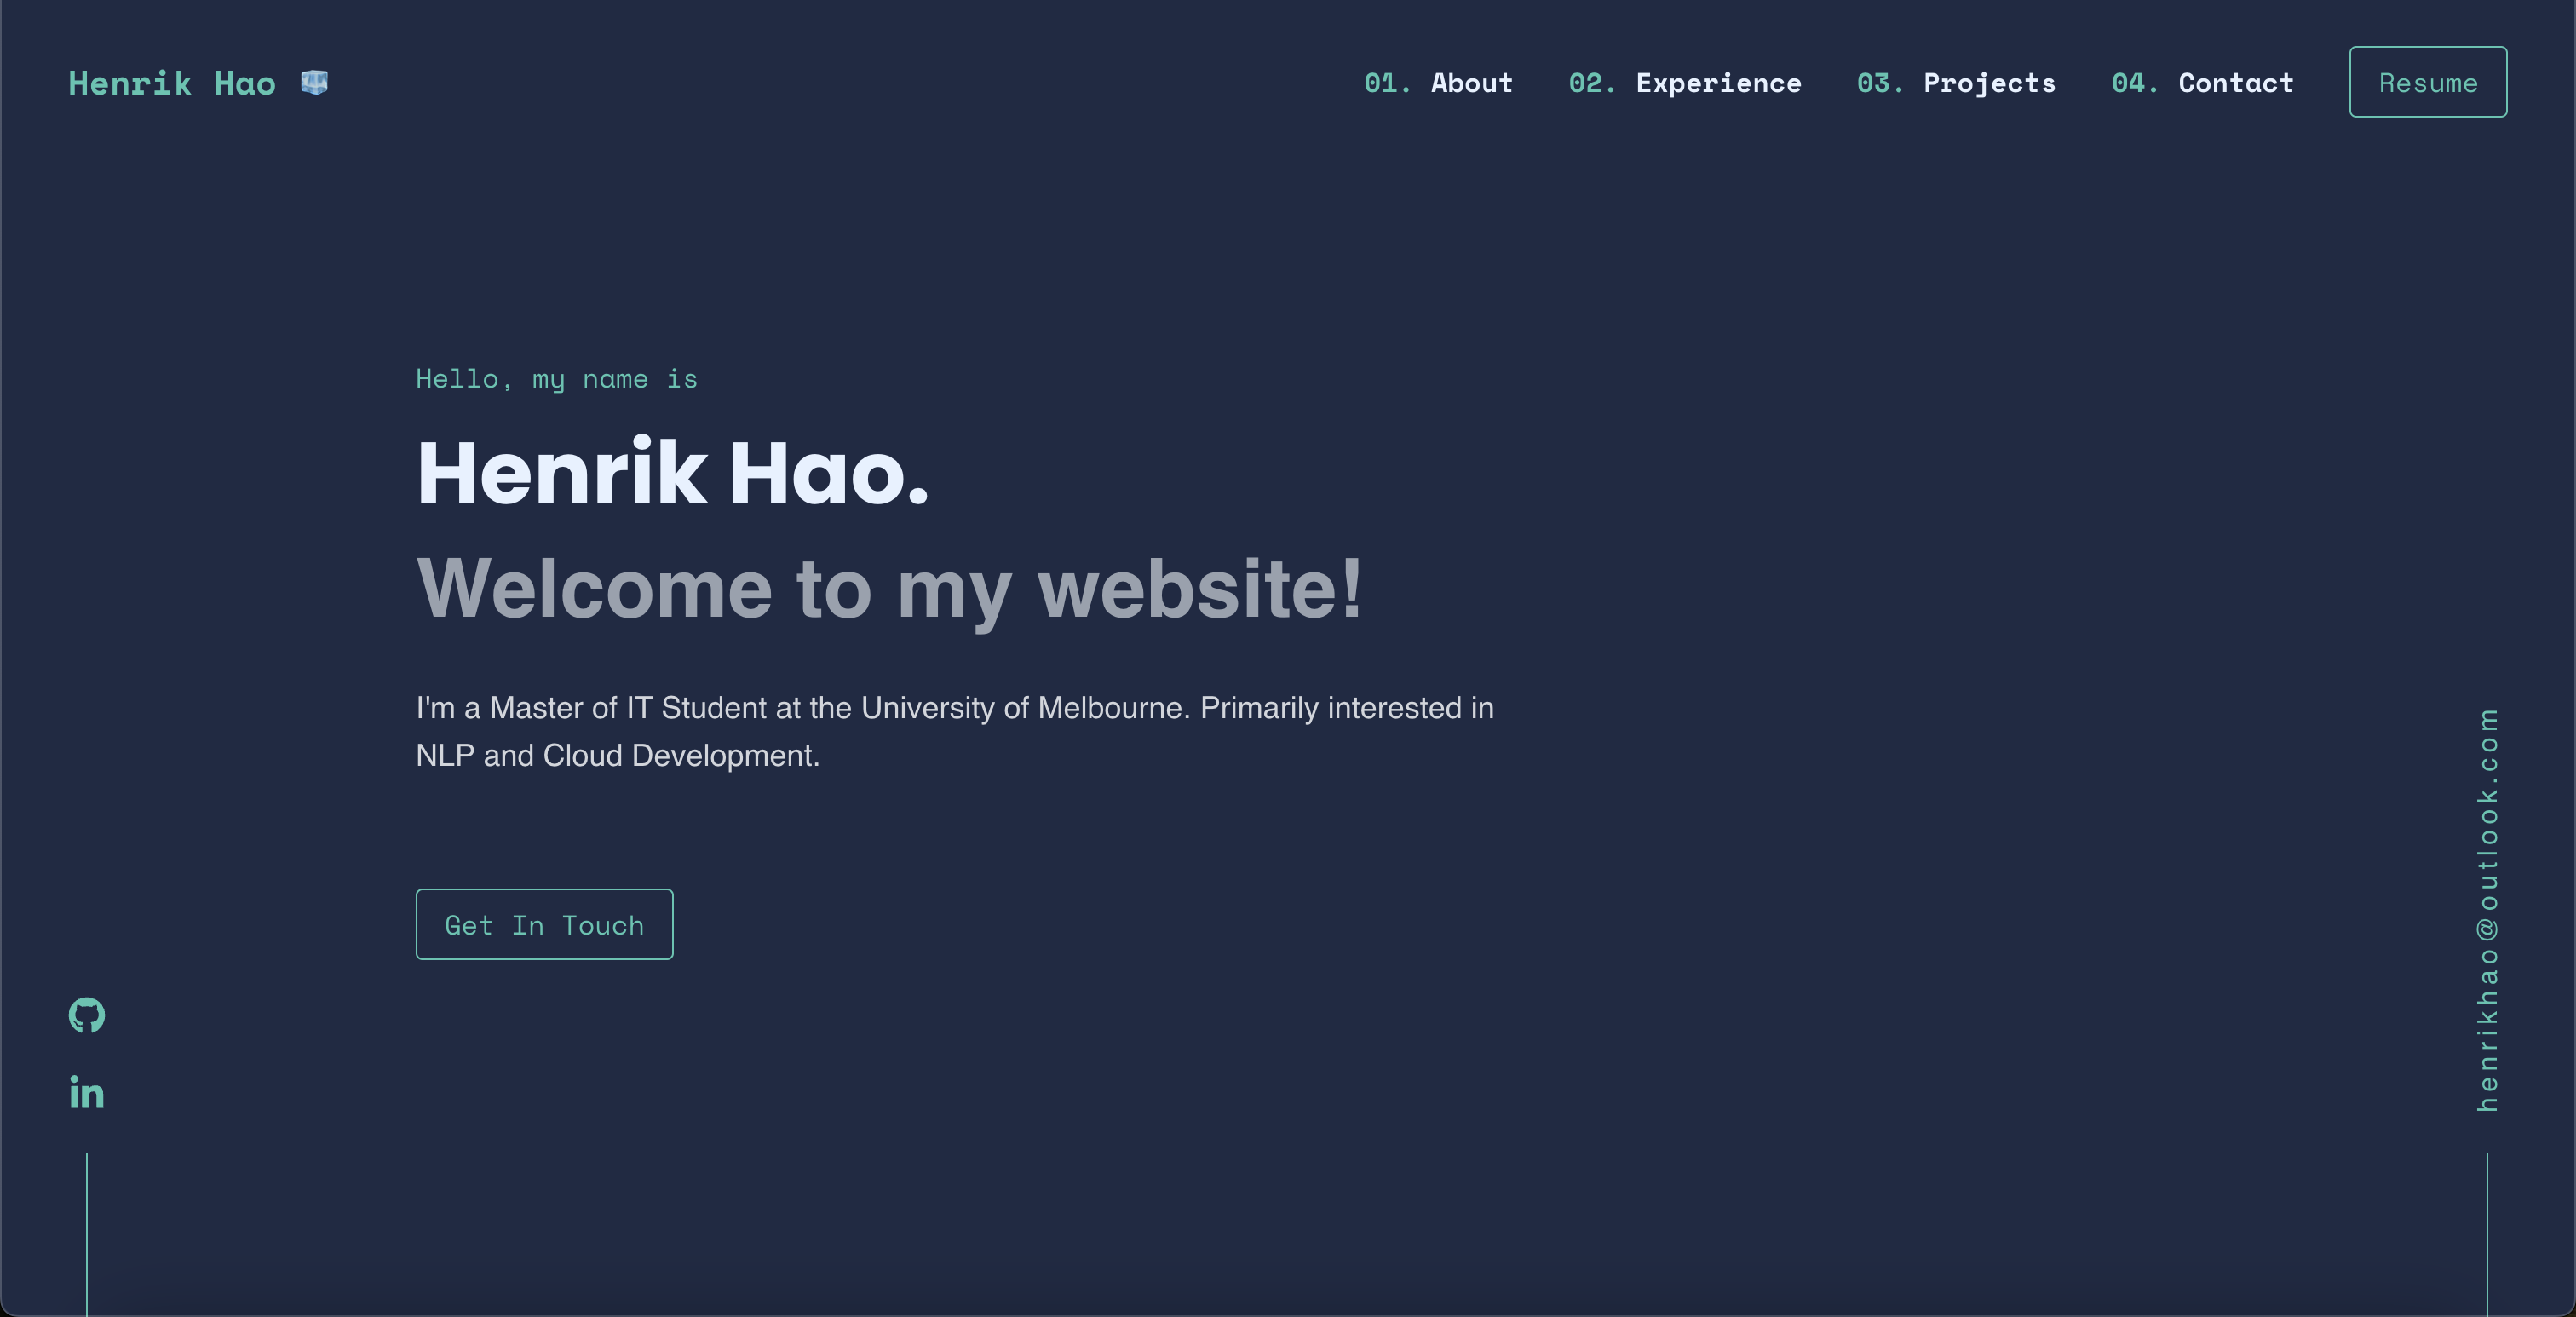 Henrik Hao 🧊
01. About 02. Experience 03. Projects 04. Contact Resume
Hello, my name is
Henrik Hao.
Welcome to my website!
I'm a Master of IT Student at the University of Melbourne. Primarily interested in
NLP and Cloud Development.
Get In Touch
in
henrikhao@outlook.com